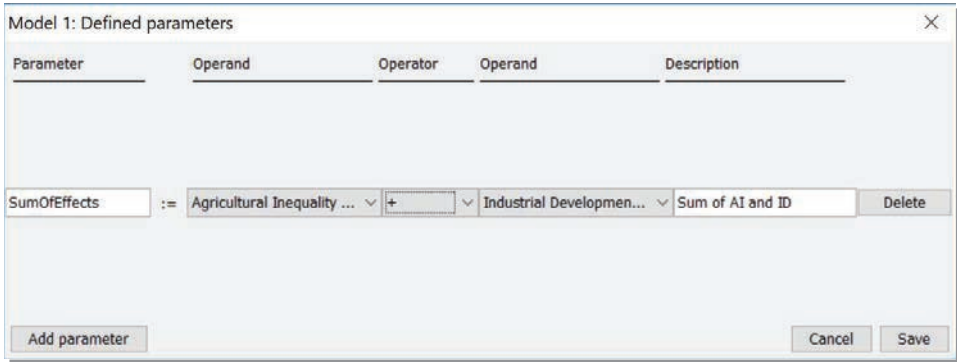 Model 1: Defined parameters
Parameter Operand Operator Operand Description
SumOfEffects := Agricultural Inequality ... + Industrial Developmen... Sum of AI and ID Delete
Add parameter Cancel Save